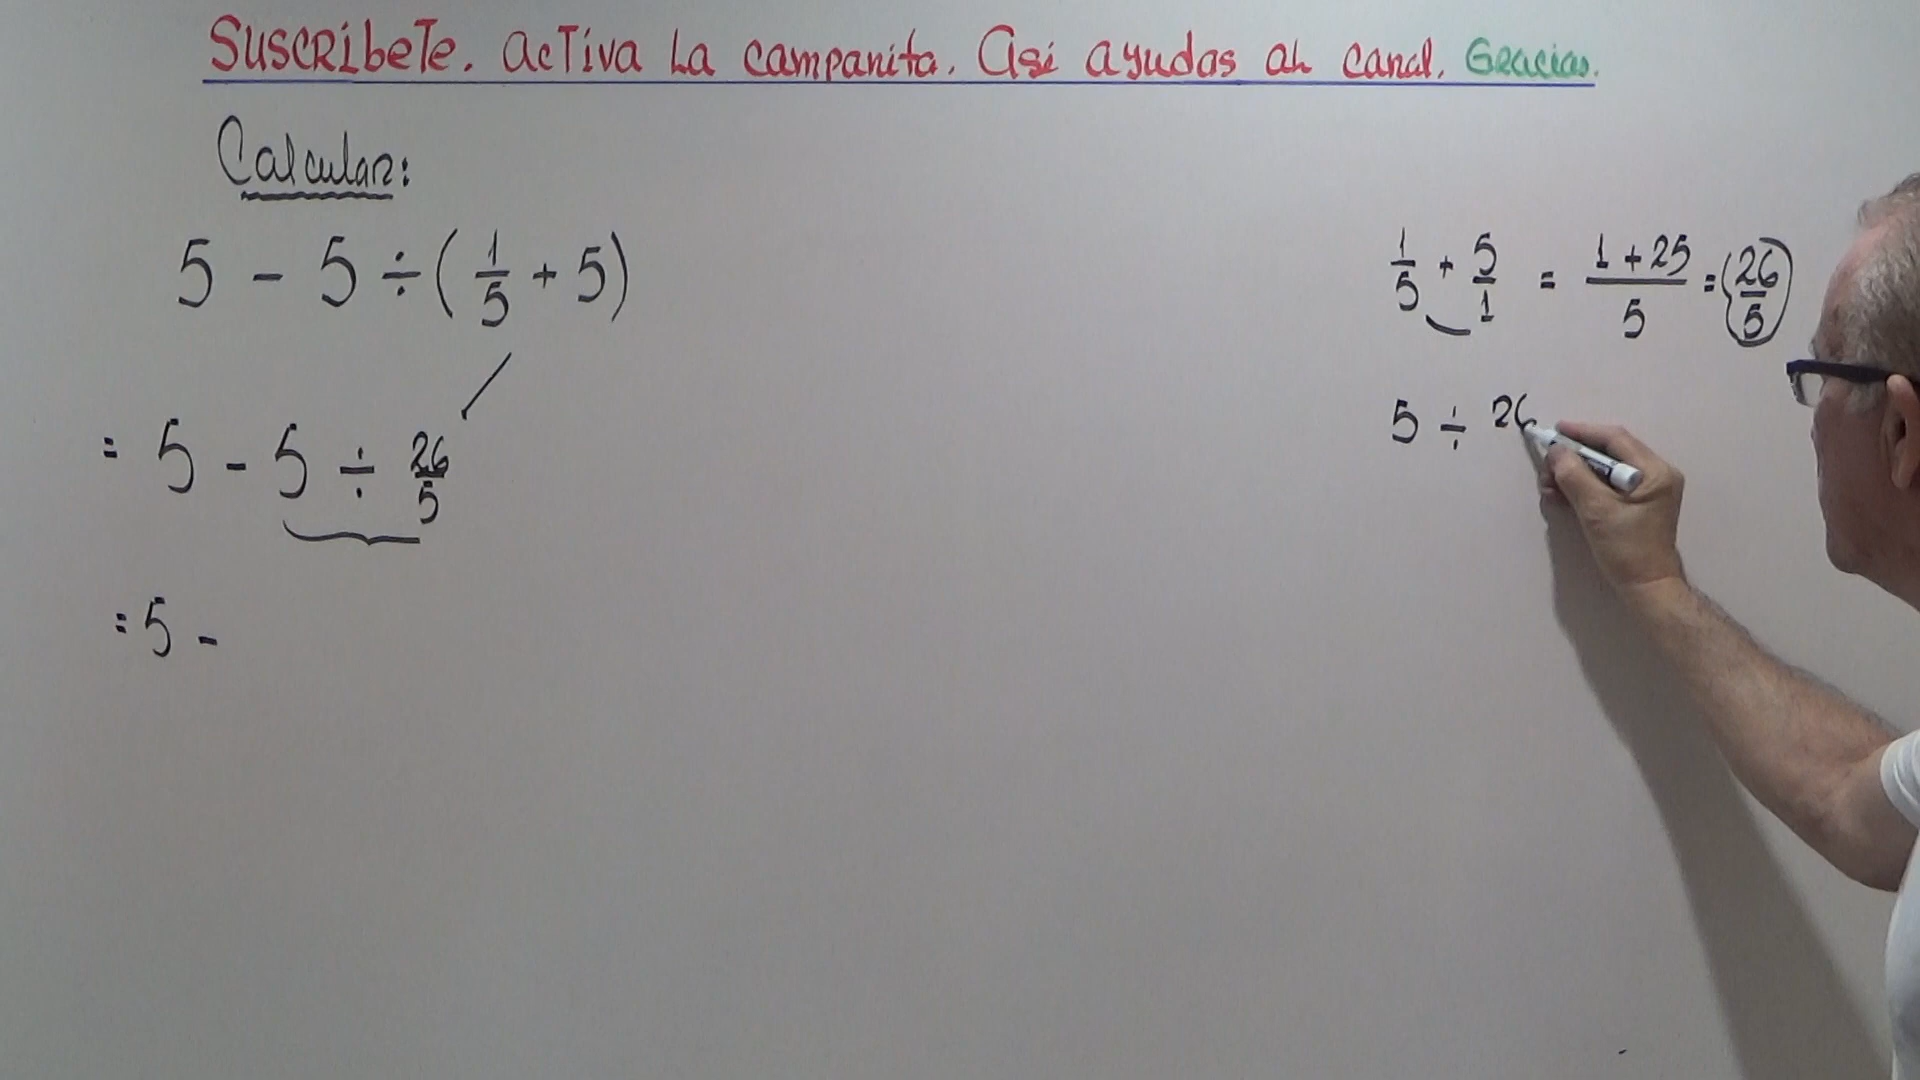 Suscríbete. Activa la campanita. Así ayudas al canal. Gracias.
Calcular:
5 - 5 ÷ (1/5 + 5)
1/5 + 5/1 = 1+25/5 = 26/5
5 ÷ 26
= 5 - 5 ÷ 26/5
= 5 -